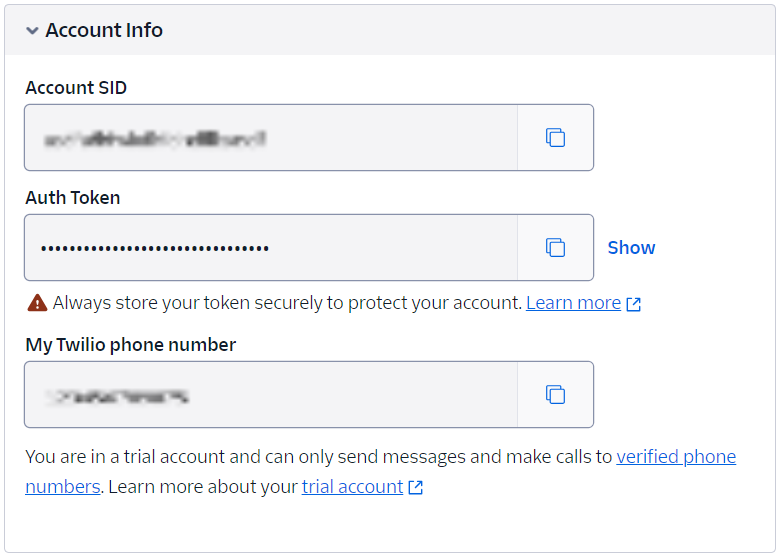 Account Info
Account SID
Auth Token
••••••••••••••••••••••••••••••••
Show
Always store your token securely to protect your account. Learn more
My Twilio phone number
You are in a trial account and can only send messages and make calls to verified phone
numbers. Learn more about your trial account